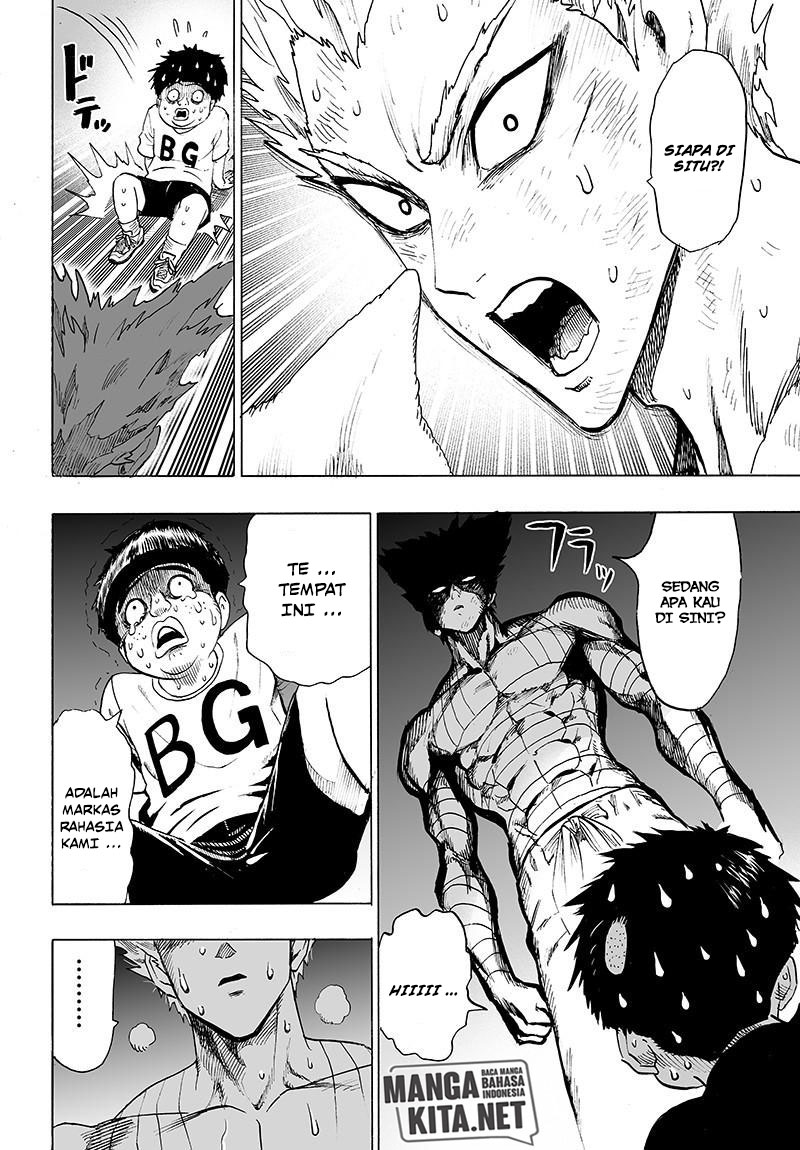 SIAPA DI
SITU?!
ドテッ
BG
SEDANG
APA KAU
DI SINI?
フラッ
HIIIII ...
TE ...
TEMPAT
INI ...
BG
ADALAH
MARKAS
RAHASIA
KAMI ...
........
MANGA
KITA.NET
BACA MANGA
BAHASA
INDONESIA